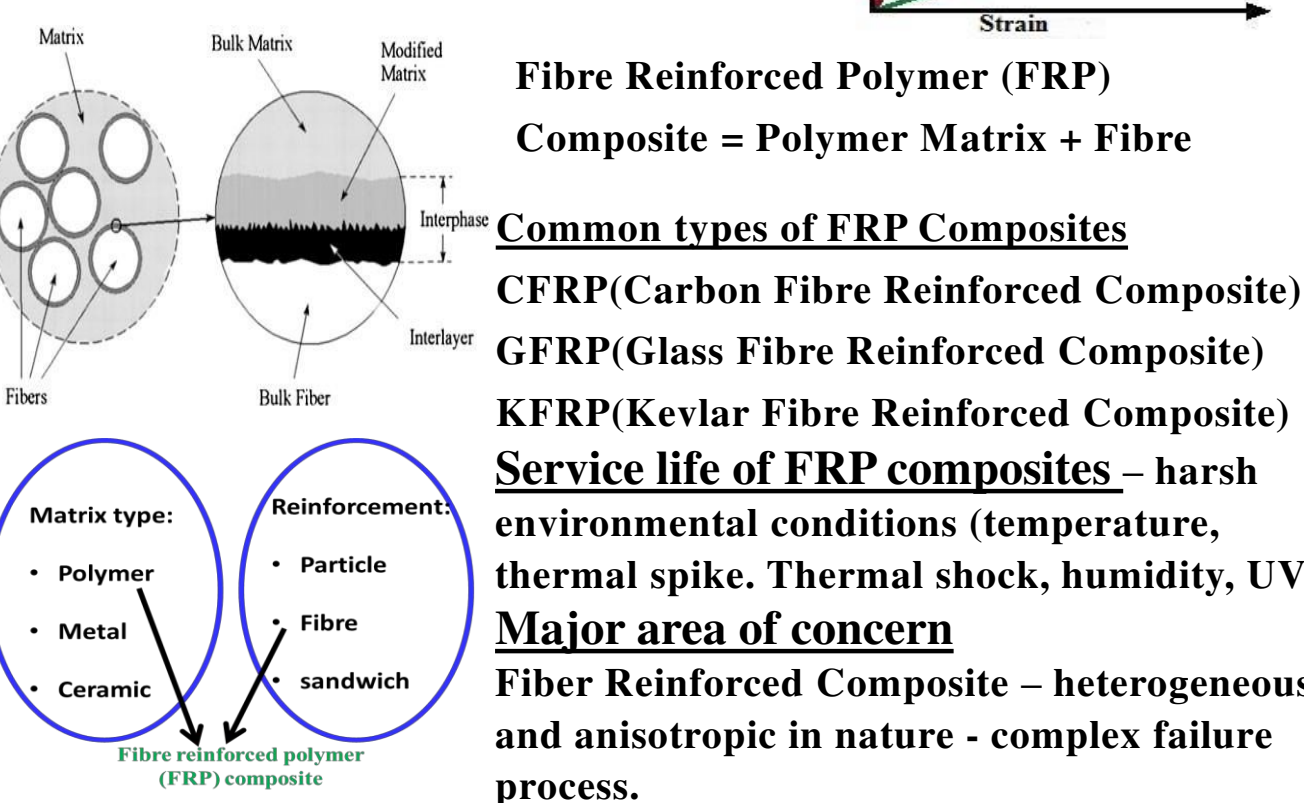 Strain
Matrix
Bulk Matrix
Modified
Matrix
Interphase
Interlayer
Fibers
Bulk Fiber
Fibre Reinforced Polymer (FRP)
Composite = Polymer Matrix + Fibre
Common types of FRP Composites
CFRP(Carbon Fibre Reinforced Composite)
GFRP(Glass Fibre Reinforced Composite)
KFRP(Kevlar Fibre Reinforced Composite)
Service life of FRP composites – harsh
environmental conditions (temperature,
thermal spike. Thermal shock, humidity, UV
Major area of concern
Fiber Reinforced Composite – heterogeneous
and anisotropic in nature - complex failure
process.
Matrix type:
• Polymer
• Metal
• Ceramic
Reinforcement:
• Particle
• Fibre
• sandwich
Fibre reinforced polymer
(FRP) composite